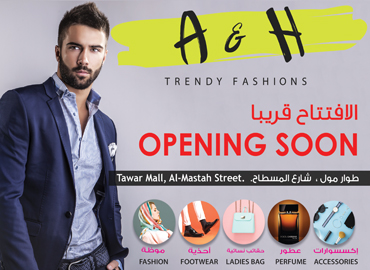 A & H
TRENDY FASHIONS
الافتتاح قريبا
OPENING SOON
Tawar Mall, Al-Mastah Street. طوار مول ، شارع المسطاح.
موضة
FASHION
أحذية
FOOTWEAR
حقائب نسائية
LADIES BAG
عطور
PERFUME
إكسسوارات
ACCESSORIES